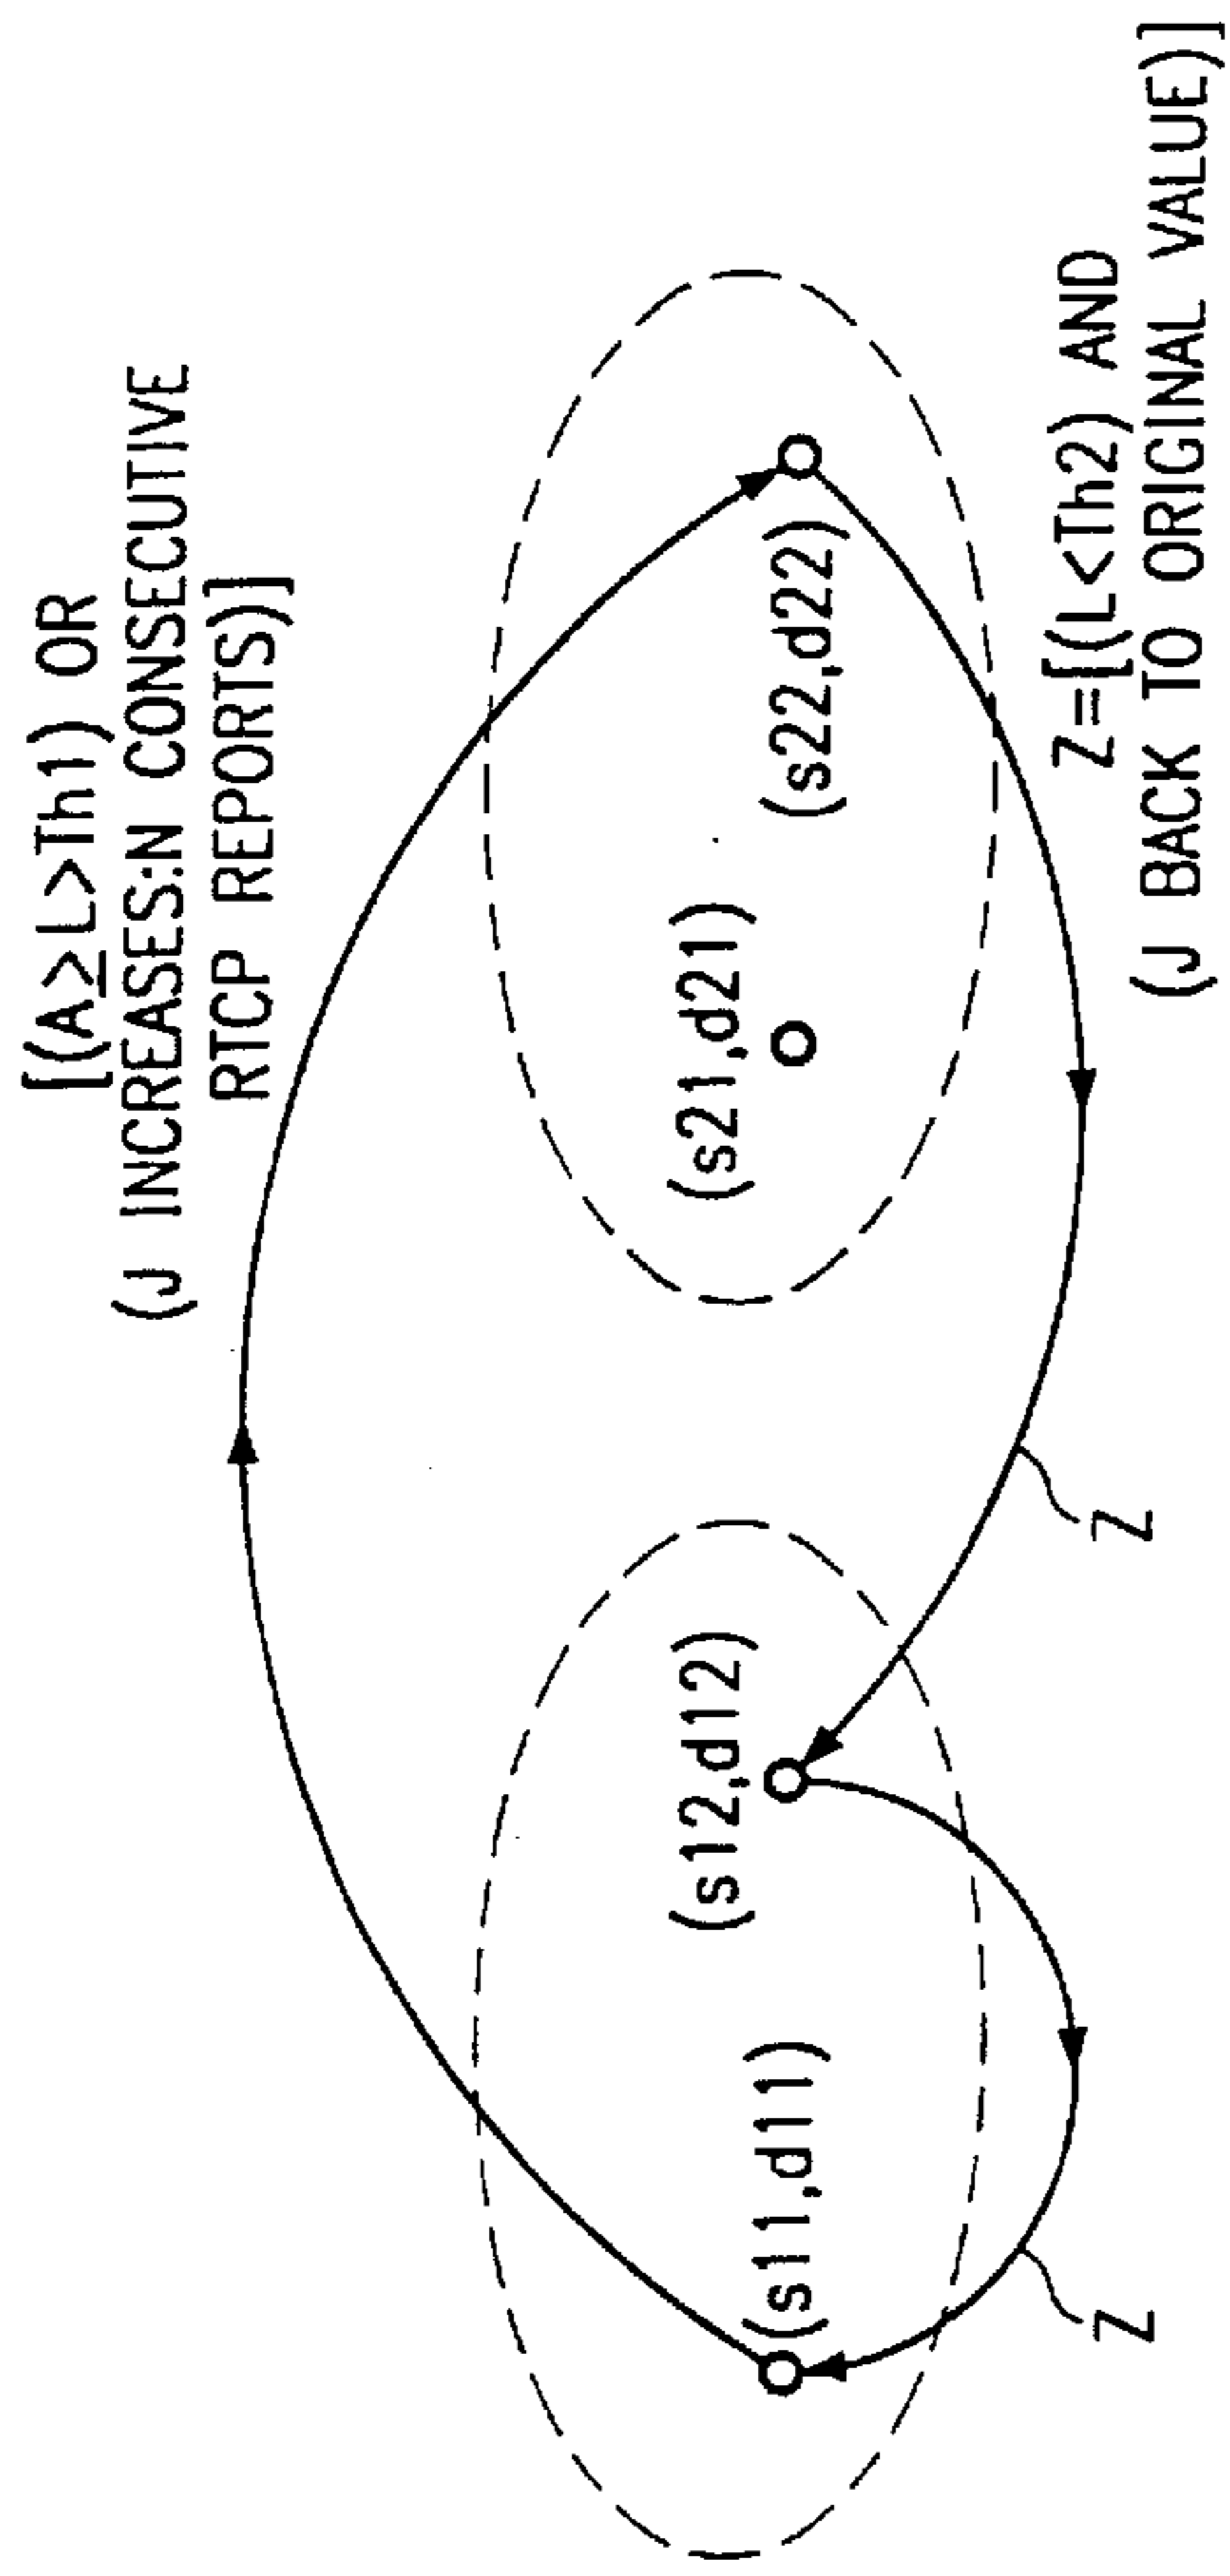 [(A≥L>Th1) OR
(J INCREASES:N CONSECUTIVE
RTCP REPORTS)]
(s11,d11)
(s12,d12)
(s21,d21)
(s22,d22)
Z
Z
Z=[(L<Th2) AND
(J BACK TO ORIGINAL VALUE)]